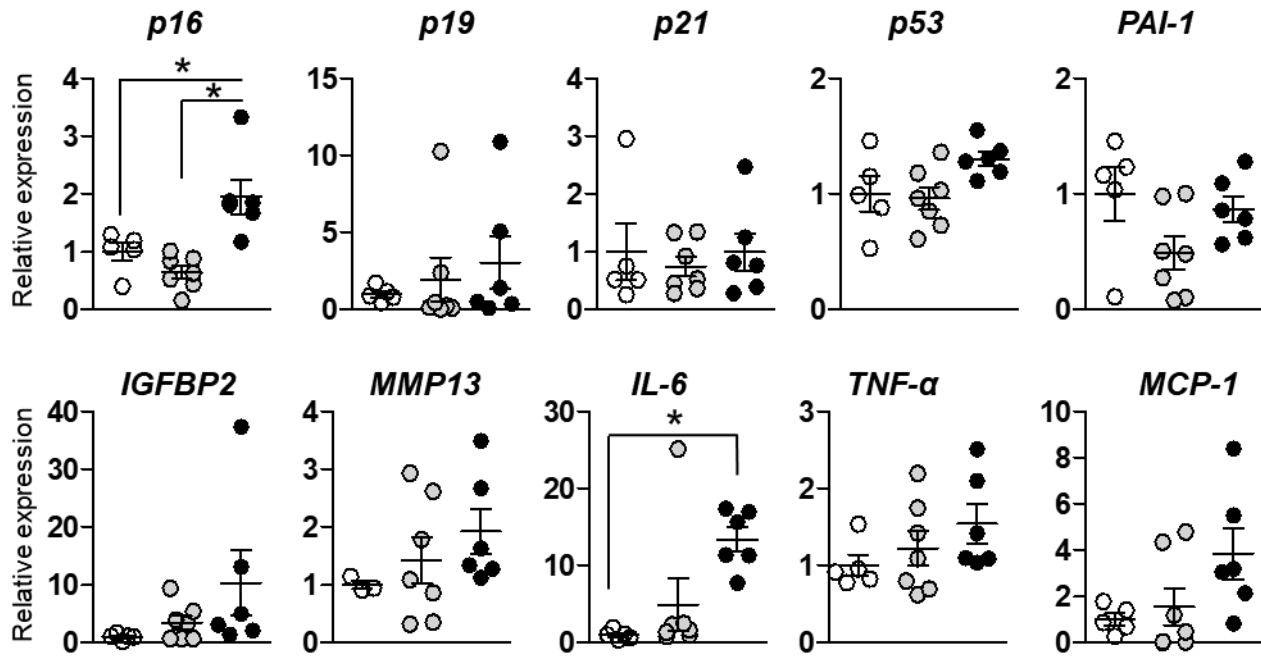 p16 p19 p21 p53 PAI-1
Relative expression
4 3 2 1 0
* *
15 10 5 0
4 3 2 1 0
2 1 0
2 1 0
IGFBP2 MMP13 IL-6 TNF-α MCP-1
Relative expression
40 30 20 10 0
4 3 2 1 0
30 20 10 0
*
3 2 1 0
10 8 6 4 2 0